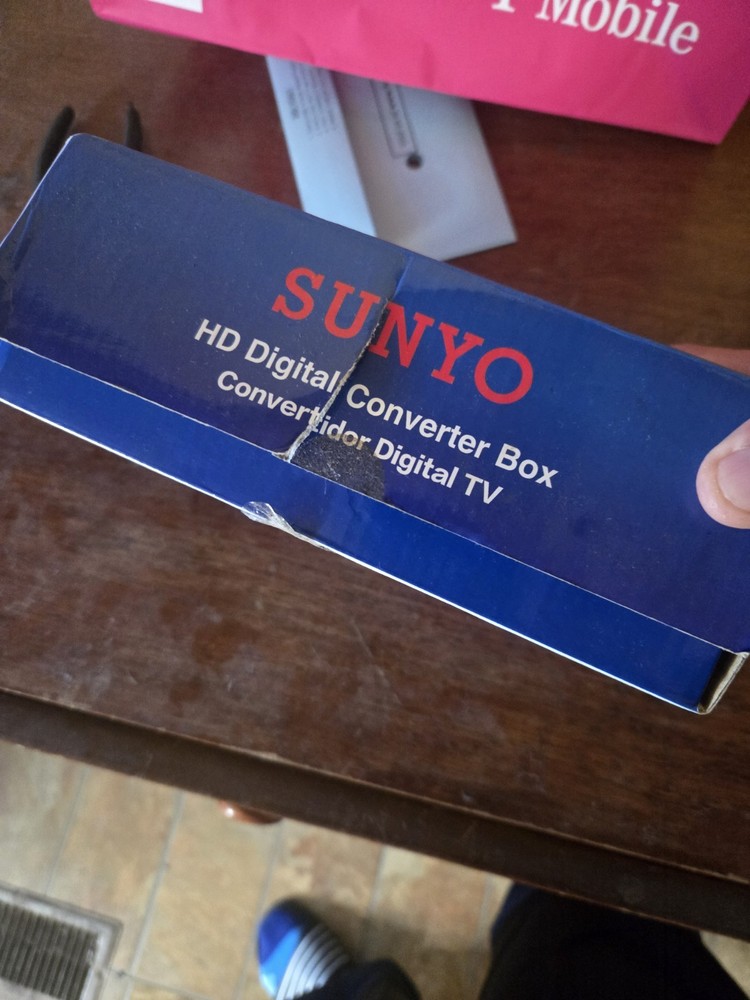 Mobile
SUNYO
HD Digital Converter Box
Convertidor Digital TV